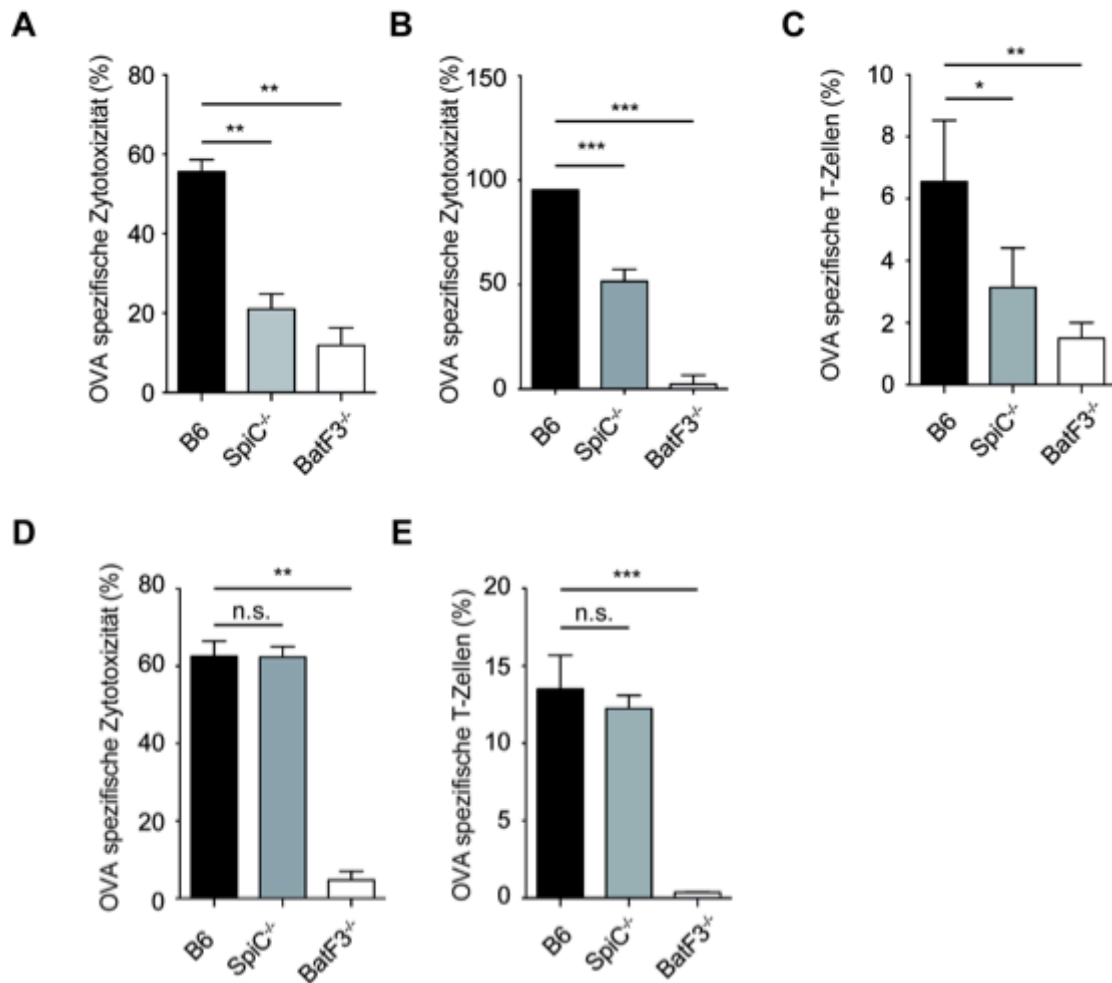 A
OVA spezifische Zytotoxizität (%)
80
60
40
20
0
**
**
B6
SpiC-/-
BatF3-/-
B
OVA spezifische Zytotoxizität (%)
150
100
50
0
***
***
B6
SpiC-/-
BatF3-/-
C
OVA spezifische T-Zellen (%)
10
8
6
4
2
0
**
*
B6
SpiC-/-
BatF3-/-
D
OVA spezifische Zytotoxizität (%)
80
60
40
20
0
**
n.s.
B6
SpiC-/-
BatF3-/-
E
OVA spezifische T-Zellen (%)
20
15
10
5
0
***
n.s.
B6
SpiC-/-
BatF3-/-